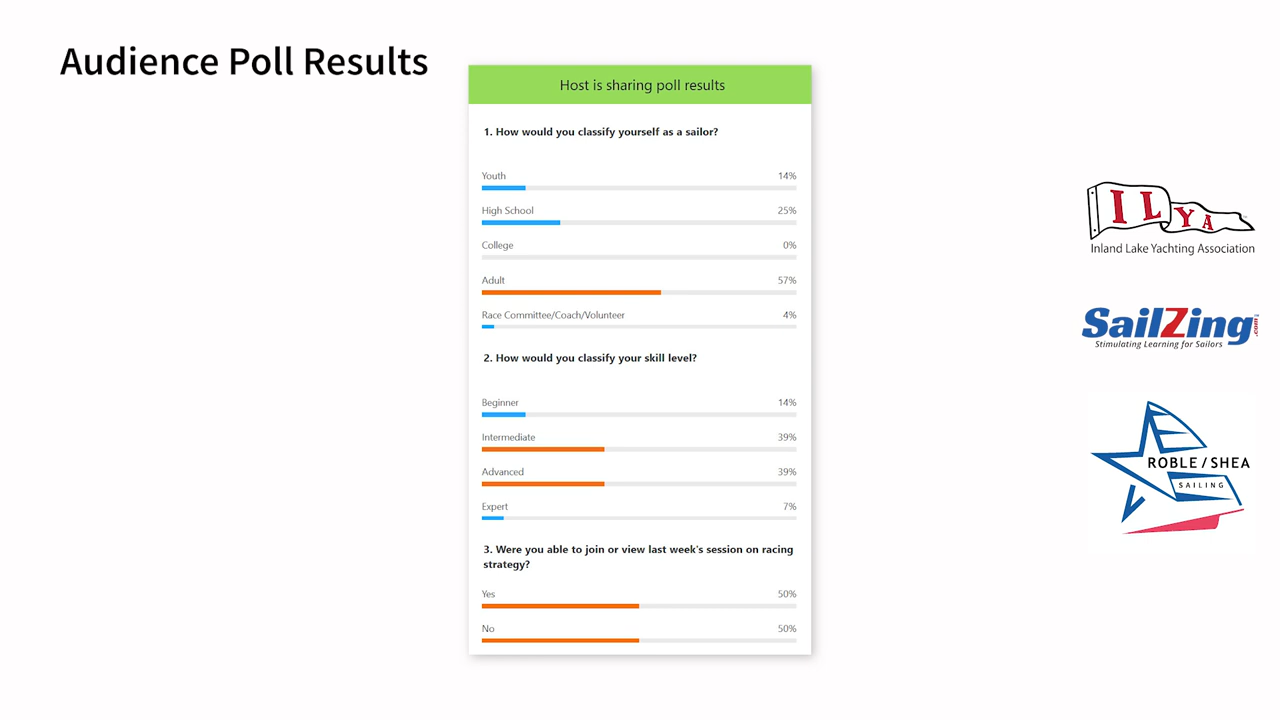 Audience Poll Results
Host is sharing poll results
1. How would you classify yourself as a sailor?
Youth 14%
High School 25%
College 0%
Adult 57%
Race Committee/Coach/Volunteer 4%
2. How would you classify your skill level?
Beginner 14%
Intermediate 39%
Advanced 39%
Expert 7%
3. Were you able to join or view last week's session on racing
strategy?
Yes 50%
No 50%
ILYA
Inland Lake Yachting Association
SailZing.com
Stimulating Learning for Sailors
ROBLE/SHEA
SAILING